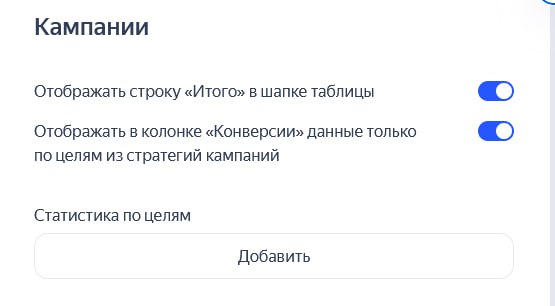 Кампании
Отображать строку «Итого» в шапке таблицы
Отображать в колонке «Конверсии» данные только
по целям из стратегий кампаний
Статистика по целям
Добавить